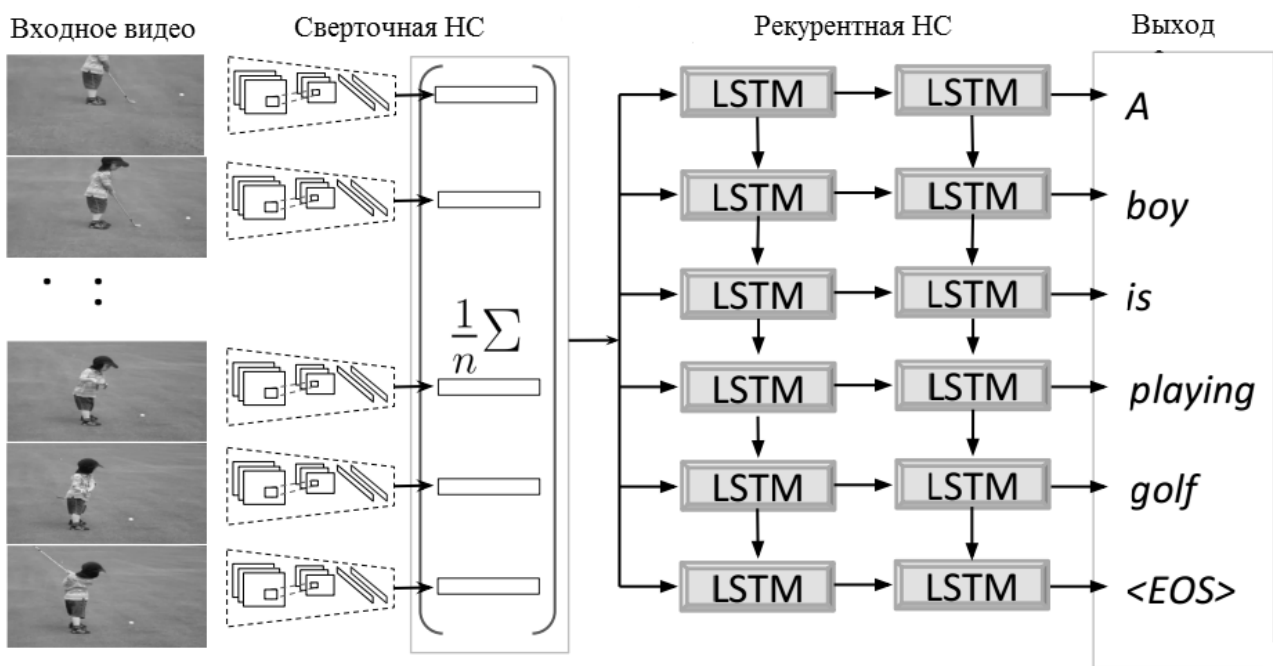 Входное видео
Сверточная НС
Рекурентная НС
Выход
LSTM LSTM A
LSTM LSTM boy
LSTM LSTM is
1/n ∑
LSTM LSTM playing
LSTM LSTM golf
LSTM LSTM <EOS>